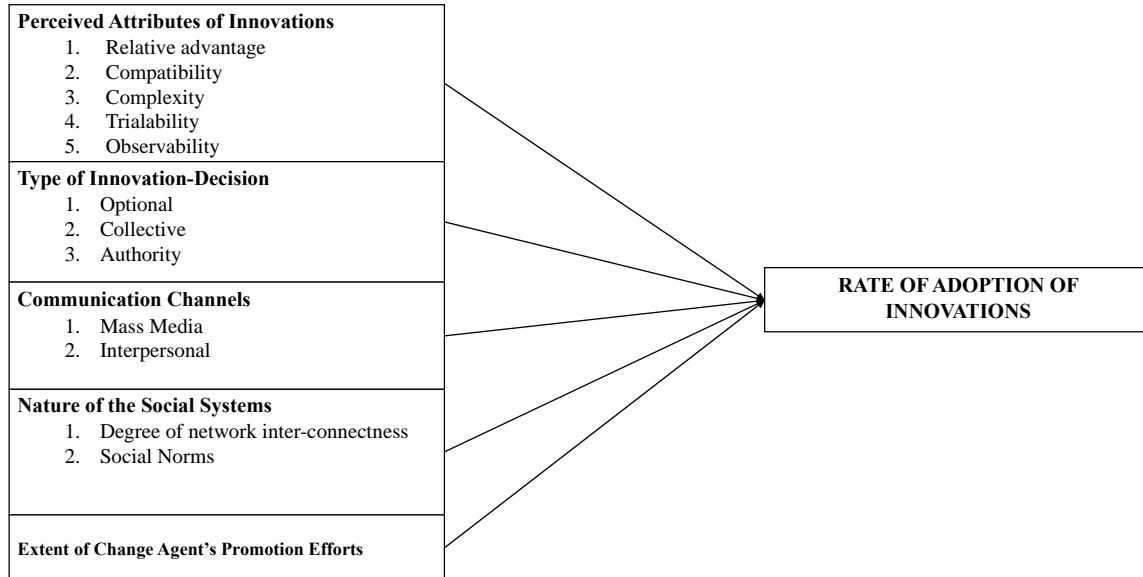 Perceived Attributes of Innovations
1. Relative advantage
2. Compatibility
3. Complexity
4. Trialability
5. Observability
Type of Innovation-Decision
1. Optional
2. Collective
3. Authority
Communication Channels
1. Mass Media
2. Interpersonal
Nature of the Social Systems
1. Degree of network inter-connectness
2. Social Norms
Extent of Change Agent’s Promotion Efforts
RATE OF ADOPTION OF
INNOVATIONS